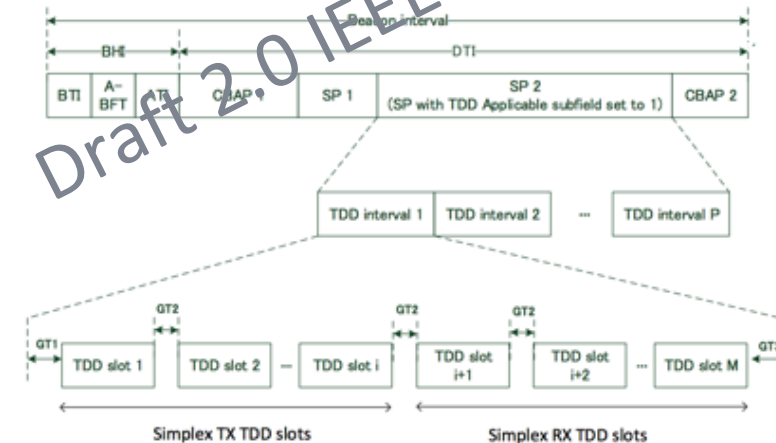 Beacon interval
BHI
DTI
BTI
A-
BFT
ATI
CBAP 1
SP 1
SP 2
(SP with TDD Applicable subfield set to 1)
CBAP 2
Draft 2.0 IEEE
TDD interval 1
TDD interval 2
...
TDD interval P
GT1
GT2
GT2
GT2
TDD slot 1
TDD slot 2
...
TDD slot i
TDD slot
i+1
TDD slot
i+2
...
TDD slot M
Simplex TX TDD slots
Simplex RX TDD slots